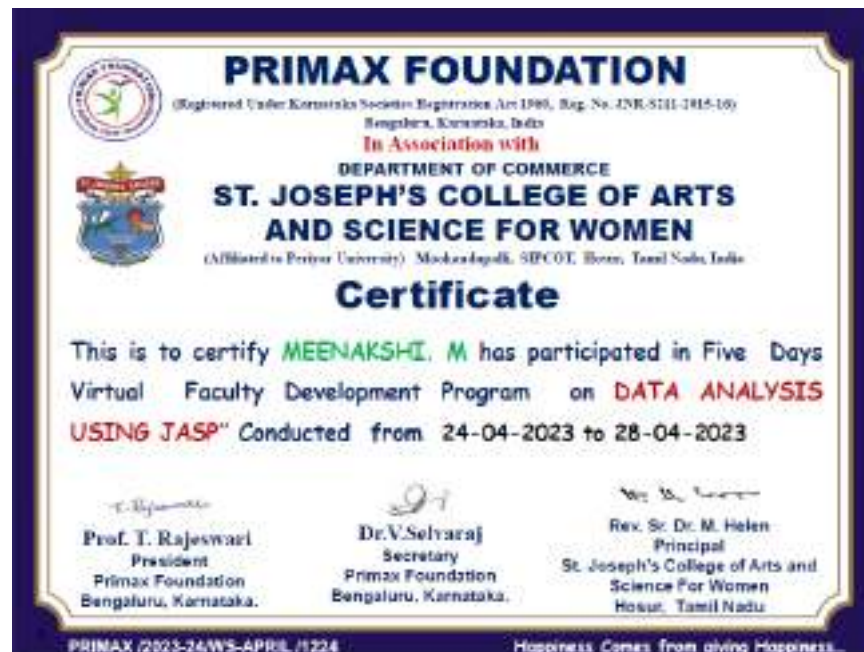 PRIMAX FOUNDATION
(Registered Under Karnataka Societies Registration Act 1960, Reg. No.
Bengaluru, Karnataka, India
In Association with
DEPARTMENT OF COMMERCE
ST. JOSEPH'S COLLEGE OF ARTS
AND SCIENCE FOR WOMEN
(Affiliated to Periyar University) Mookandapalli, SIPCOT, Hosur, Tamil Nadu, India
Certificate
This is to certify MEENAKSHI. M has participated in Five Days
Virtual Faculty Development Program on DATA ANALYSIS
USING JASP" Conducted from 24-04-2023 to 28-04-2023
Prof. T. Rajeswari
President
Primax Foundation
Bengaluru, Karnataka.
Dr.V.Selvaraj
Secretary
Primax Foundation
Bengaluru, Karnataka.
Rev. Sr. Dr. M. Helen
Principal
St. Joseph's College of Arts and
Science For Women
Hosur, Tamil Nadu
PRIMAX /2023-24/WS-APRIL /1224
Happiness Comes from giving Happiness...